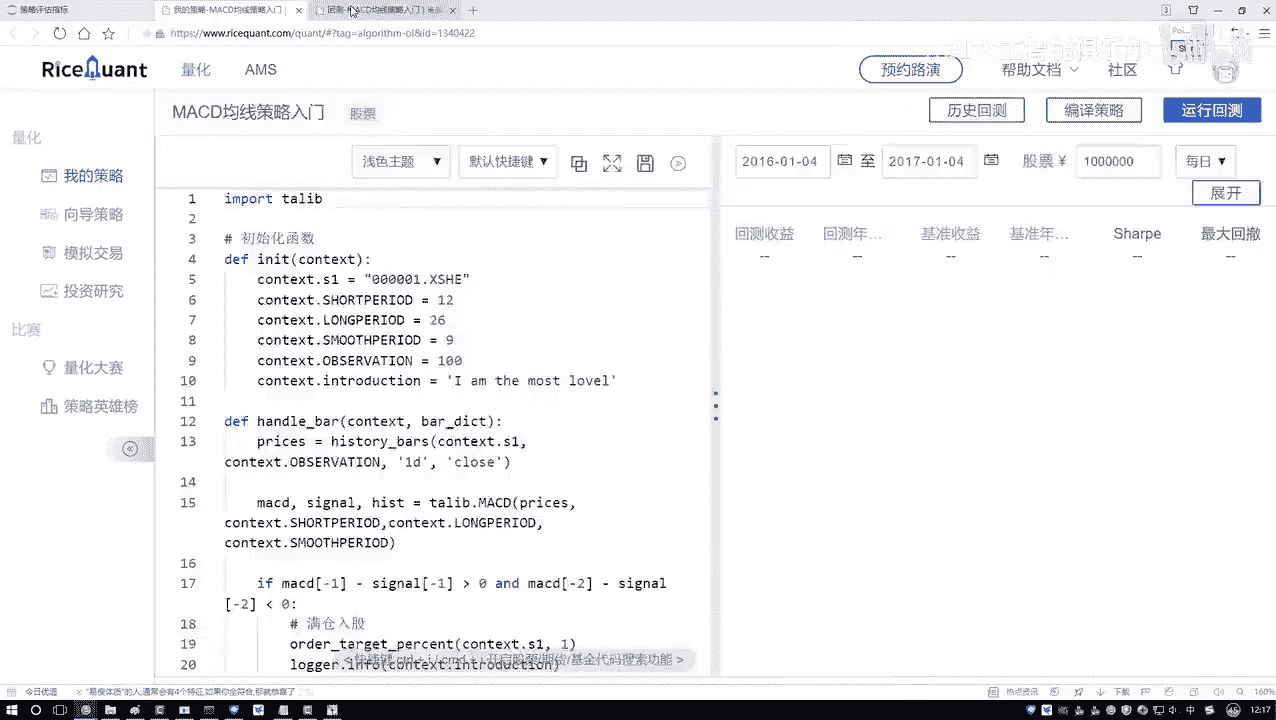 策略评估指标
我的策略-MACD均线策略入门 |
回测-MACD均线策略入门 | 米
https://www.ricequant.com/quant/#?tag=algorithm-ol&id=1340422
RiceQuant
量化
AMS
预约路演
帮助文档
社区
量化
我的策略
向导策略
模拟交易
投资研究
比赛
量化大赛
策略英雄榜
MACD均线策略入门
股票
历史回测
编译策略
运行回测
浅色主题 ▼
默认快捷键 ▼
2016-01-04
至
2017-01-04
股票 ¥
1000000
每日 ▼
展开
回测收益
回测年...
基准收益
基准年...
Sharpe
最大回撤
--
--
--
--
--
--
1 import talib
2
3 # 初始化函数
4 def init(context):
5 context.s1 = "000001.XSHE"
6 context.SHORTPERIOD = 12
7 context.LONGPERIOD = 26
8 context.SMOOTHPERIOD = 9
9 context.OBSERVATION = 100
10 context.introduction = 'I am the most lovel'
11
12 def handle_bar(context, bar_dict):
13 prices = history_bars(context.s1,
context.OBSERVATION, '1d', 'close')
14
15 macd, signal, hist = talib.MACD(prices,
context.SHORTPERIOD,context.LONGPERIOD,
context.SMOOTHPERIOD)
16
17 if macd[-1] - signal[-1] > 0 and macd[-2] - signal
[-2] < 0:
18 # 满仓入股
19 order_target_percent(context.s1, 1)
20 logger.info(context.introduction)
开启股票/期货/基金代码搜索功能 >
今日优选
"易瘦体质"的人,通常会有4个特征,如果你全符合,那就恭喜了
热点资讯
下载
160%
中
12:17